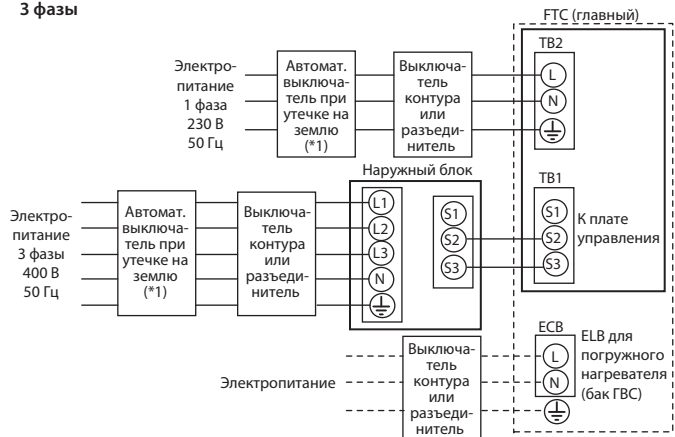 3 фазы
FTC (главный)
TB2
Электро-
питание
1 фаза
230 В
50 Гц
Автомат.
выключа-
тель при
утечке на
землю
(*1)
Выключа-
тель
контура
или
разъеди-
нитель
L
N
Наружный блок
TB1
Электро-
питание
3 фазы
400 В
50 Гц
Автомат.
выключа-
тель при
утечке на
землю
(*1)
Выключа-
тель
контура
или
разъеди-
нитель
L1
L2
L3
N
S1
S2
S3
S1
S2
S3
К плате
управления
Электропитание
Выключа-
тель
контура
или
разъеди-
нитель
ECB
L
N
ELB для
погружного
нагревателя
(бак ГВС)